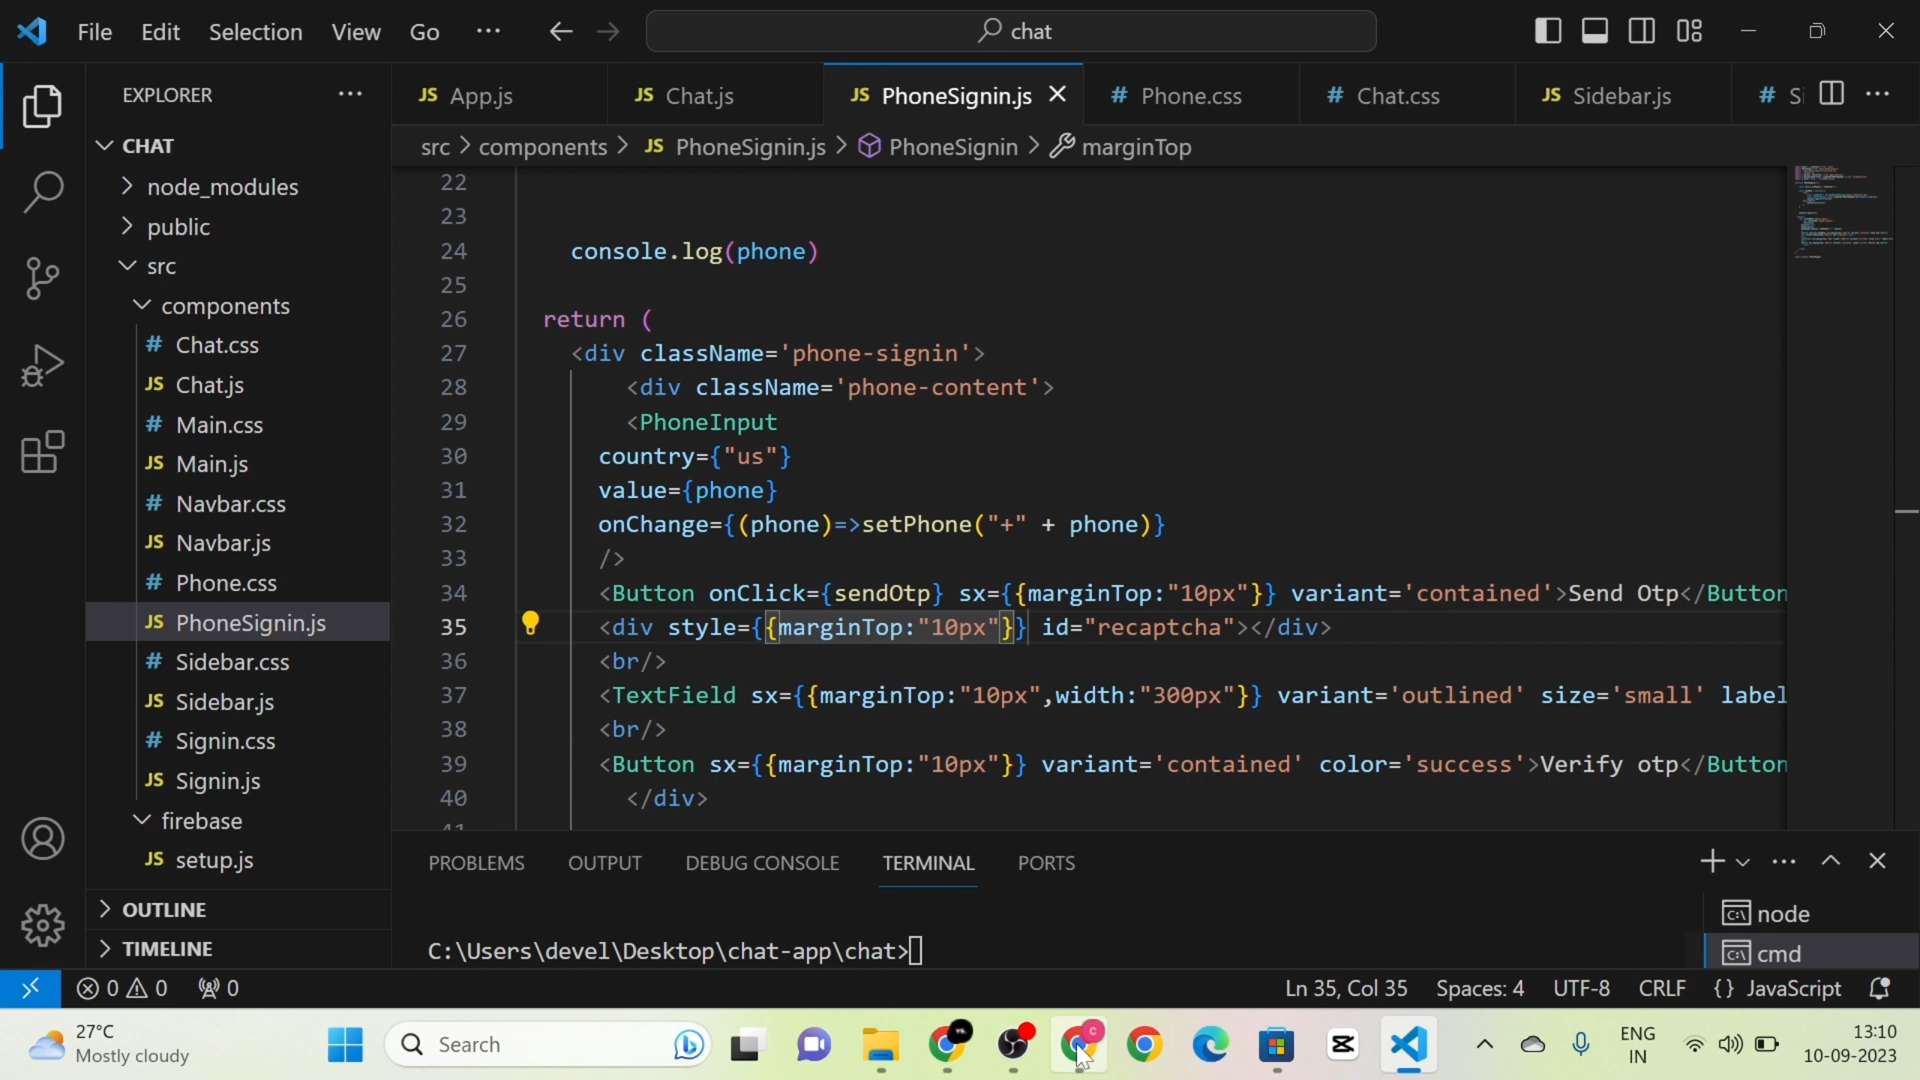 File Edit Selection View Go ··· chat
EXPLORER ···
CHAT
node_modules
public
src
components
# Chat.css
JS Chat.js
# Main.css
JS Main.js
# Navbar.css
JS Navbar.js
# Phone.css
JS PhoneSignin.js
# Sidebar.css
JS Sidebar.js
# Signin.css
JS Signin.js
firebase
JS setup.js
OUTLINE
TIMELINE
JS App.js JS Chat.js JS PhoneSignin.js # Phone.css # Chat.css JS Sidebar.js # Si ···
src > components > JS PhoneSignin.js > PhoneSignin > marginTop
22
23
24 console.log(phone)
25
26 return (
27 <div className='phone-signin'>
28 <div className='phone-content'>
29 <PhoneInput
30 country={"us"}
31 value={phone}
32 onChange={(phone)=>setPhone("+" + phone)}
33 />
34 <Button onClick={sendOtp} sx={{marginTop:"10px"}} variant='contained'>Send Otp</Button
35 <div style={{marginTop:"10px"}} id="recaptcha"></div>
36 <br/>
37 <TextField sx={{marginTop:"10px",width:"300px"}} variant='outlined' size='small' label
38 <br/>
39 <Button sx={{marginTop:"10px"}} variant='contained' color='success'>Verify otp</Button
40 </div>
PROBLEMS OUTPUT DEBUG CONSOLE TERMINAL PORTS
C:\Users\devel\Desktop\chat-app\chat>
node
cmd
0 0 0 Ln 35, Col 35 Spaces: 4 UTF-8 CRLF {} JavaScript
27°C
Mostly cloudy
Search
C
ENG
IN
13:10
10-09-2023